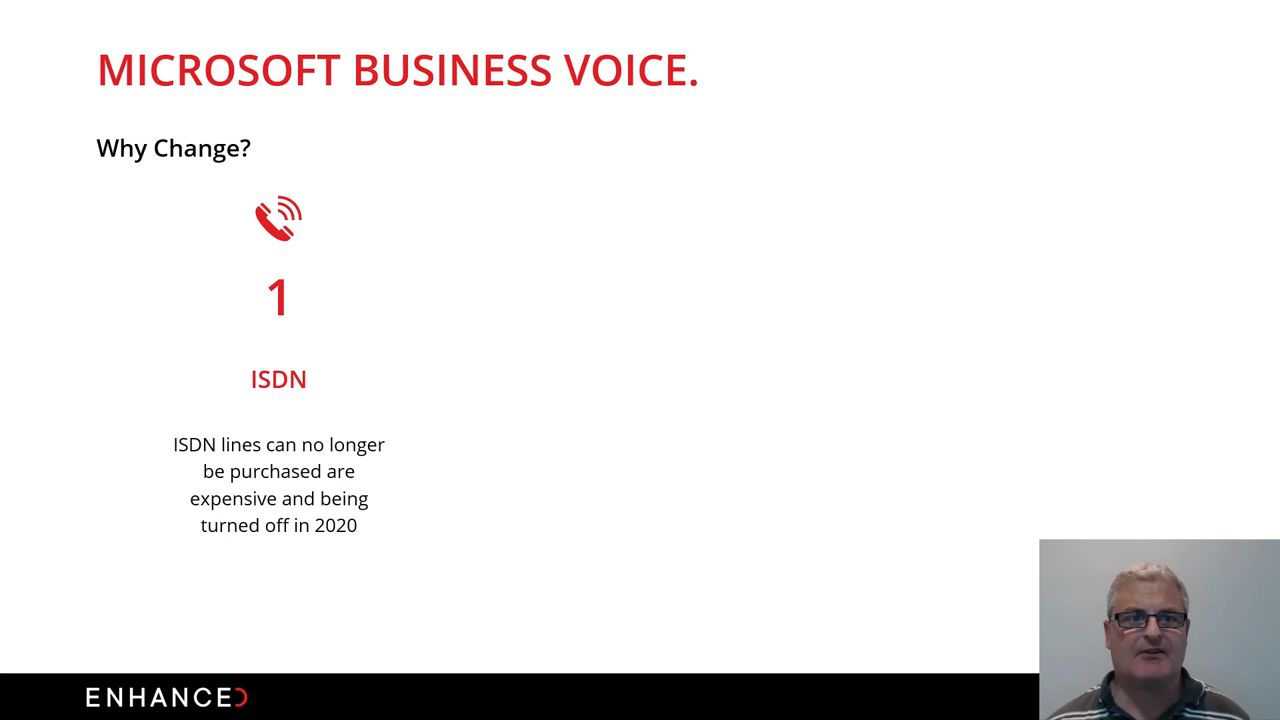 MICROSOFT BUSINESS VOICE.
Why Change?
1
ISDN
ISDN lines can no longer
be purchased are
expensive and being
turned off in 2020
ENHANCED